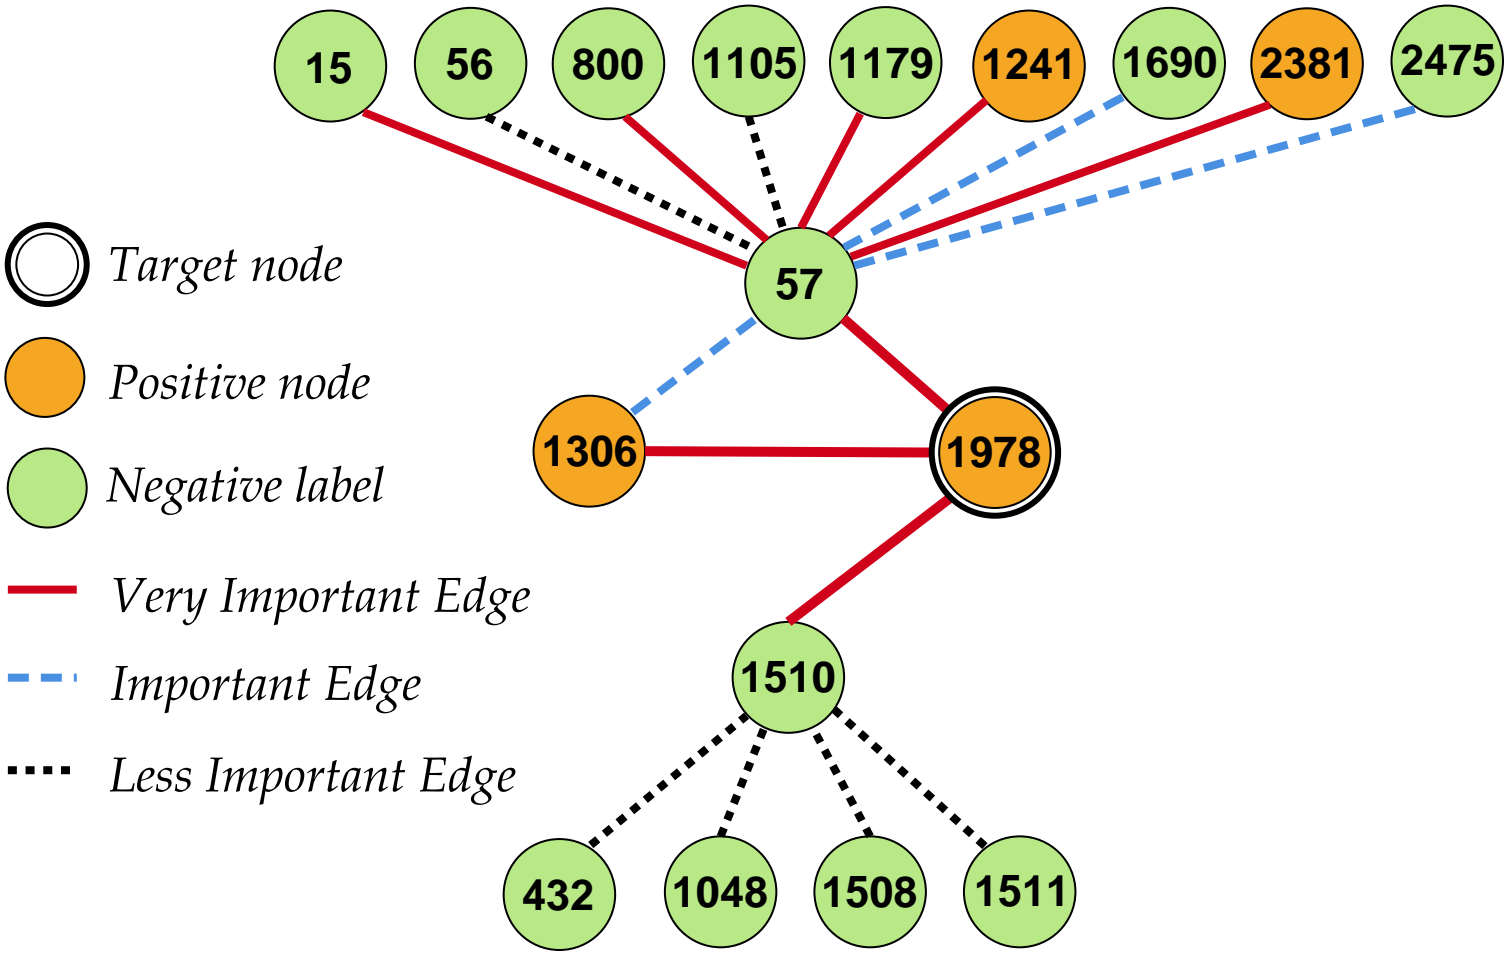 15
56
800
1105
1179
1241
1690
2381
2475
57
Target node
Positive node
1306
1978
Negative label
Very Important Edge
1510
Important Edge
Less Important Edge
432
1048
1508
1511